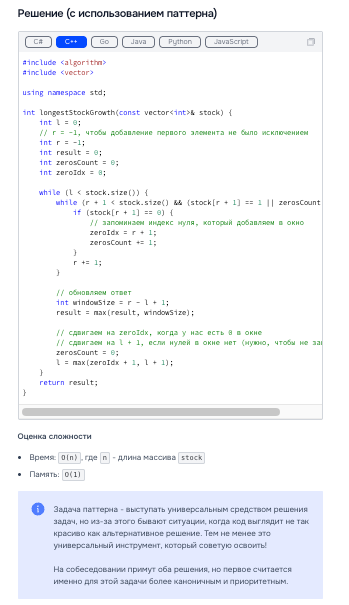 Решение (с использованием паттерна)
C# C++ Go Java Python JavaScript
#include <algorithm>
#include <vector>
using namespace std;
int longestStockGrowth(const vector<int>& stock) {
int l = 0;
// r = -1, чтобы добавление первого элемента не было исключением
int r = -1;
int result = 0;
int zerosCount = 0;
int zeroIdx = 0;
while (l < stock.size()) {
while (r + 1 < stock.size() && (stock[r + 1] == 1 || zerosCount
if (stock[r + 1] == 0) {
// запоминаем индекс нуля, который добавляем в окно
zeroIdx = r + 1;
zerosCount += 1;
}
r += 1;
}
// обновляем ответ
int windowSize = r - l + 1;
result = max(result, windowSize);
// сдвигаем на zeroIdx, когда у нас есть 0 в окне
// сдвигаем на l + 1, если нулей в окне нет (нужно, чтобы не за
zerosCount = 0;
l = max(zeroIdx + 1, l + 1);
}
return result;
}
Оценка сложности
• Время: O(n), где n - длина массива stock
• Память: O(1)
Задача паттерна - выступать универсальным средством решения
задач, но из-за этого бывают ситуации, когда код выглядит не так
красиво как альтернативное решение. Тем не менее это
универсальный инструмент, который советую освоить!
На собеседовании примут оба решения, но первое считается
именно для этой задачи более каноничным и приоритетным.